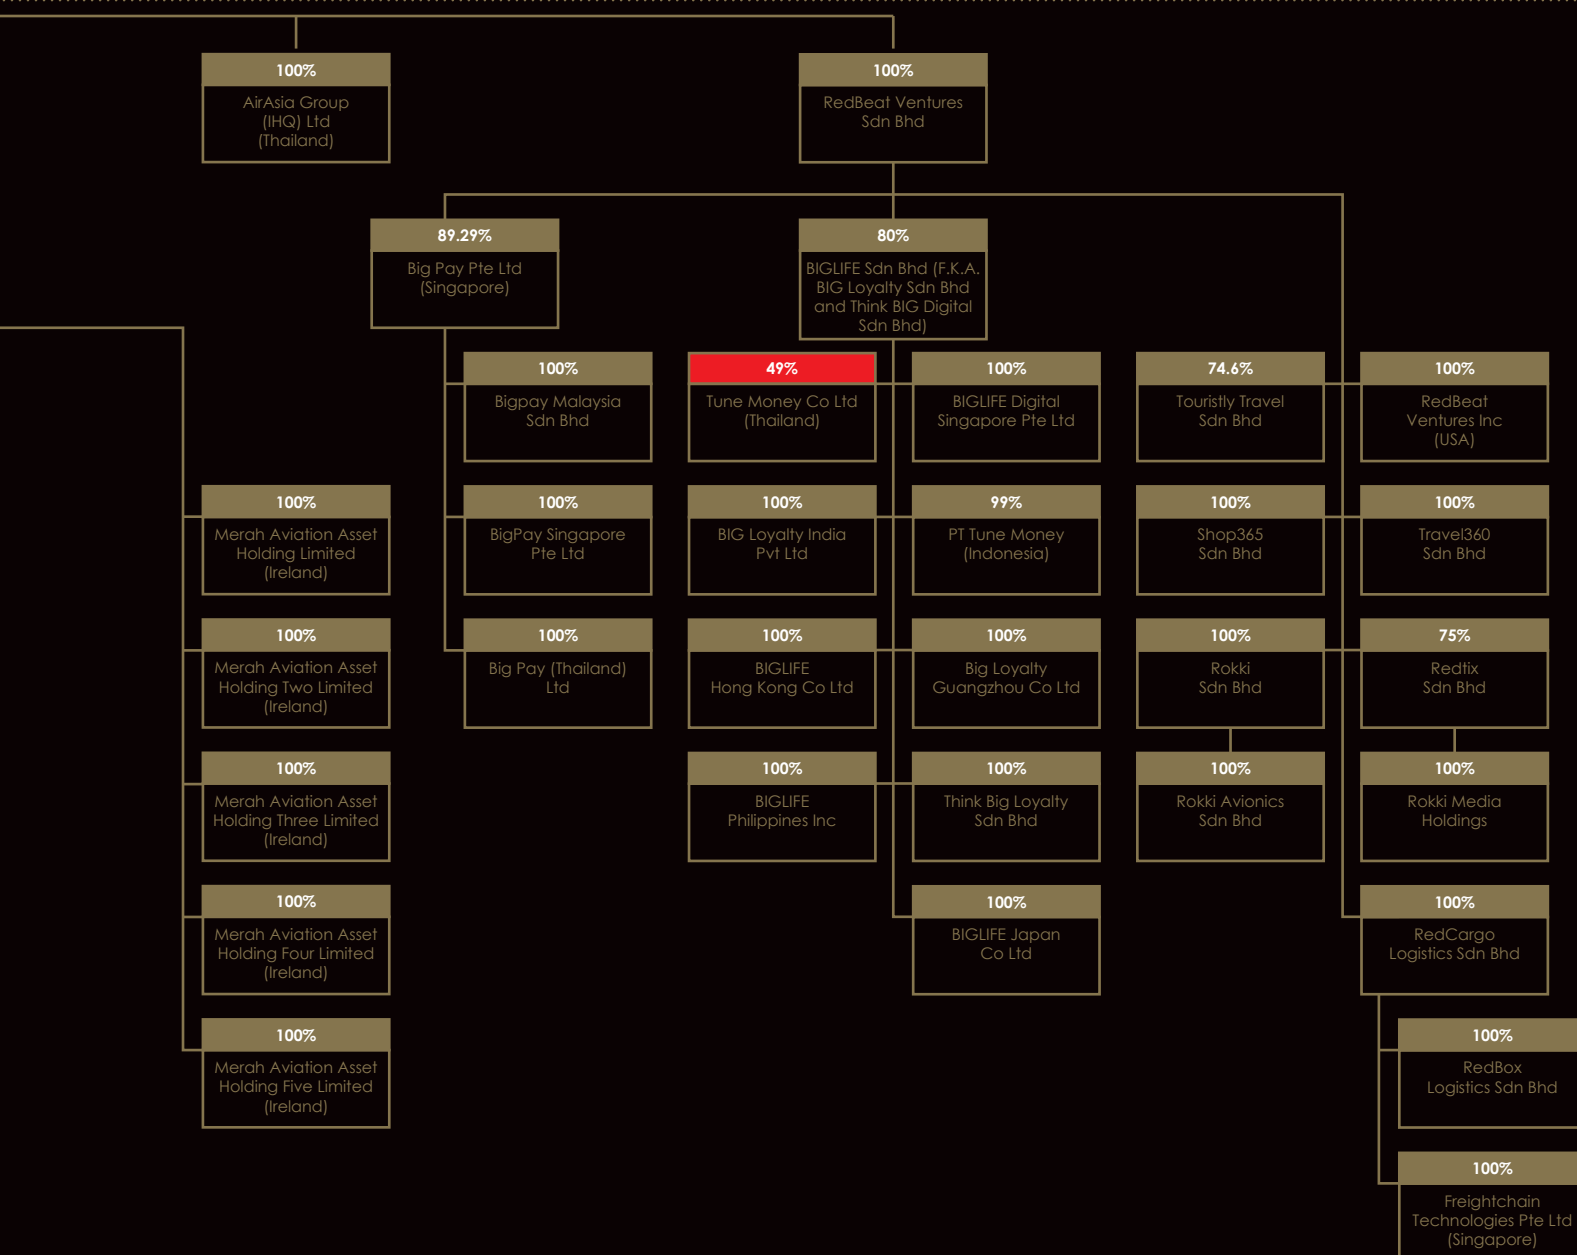 100%
AirAsia Group
(IHQ) Ltd
(Thailand)
100%
RedBeat Ventures
Sdn Bhd
89.29%
Big Pay Pte Ltd
(Singapore)
80%
BIGLIFE Sdn Bhd (F.K.A.
BIG Loyalty Sdn Bhd
and Think BIG Digital
Sdn Bhd)
100%
Bigpay Malaysia
Sdn Bhd
49%
Tune Money Co Ltd
(Thailand)
100%
BIGLIFE Digital
Singapore Pte Ltd
74.6%
Touristly Travel
Sdn Bhd
100%
RedBeat
Ventures Inc
(USA)
100%
Merah Aviation Asset
Holding Limited
(Ireland)
100%
BigPay Singapore
Pte Ltd
100%
BIG Loyalty India
Pvt Ltd
99%
PT Tune Money
(Indonesia)
100%
Shop365
Sdn Bhd
100%
Travel360
Sdn Bhd
100%
Merah Aviation Asset
Holding Two Limited
(Ireland)
100%
Big Pay (Thailand)
Ltd
100%
BIGLIFE
Hong Kong Co Ltd
100%
Big Loyalty
Guangzhou Co Ltd
100%
Rokki
Sdn Bhd
75%
Redtix
Sdn Bhd
100%
Merah Aviation Asset
Holding Three Limited
(Ireland)
100%
BIGLIFE
Philippines Inc
100%
Think Big Loyalty
Sdn Bhd
100%
Rokki Avionics
Sdn Bhd
100%
Rokki Media
Holdings
100%
Merah Aviation Asset
Holding Four Limited
(Ireland)
100%
BIGLIFE Japan
Co Ltd
100%
RedCargo
Logistics Sdn Bhd
100%
Merah Aviation Asset
Holding Five Limited
(Ireland)
100%
RedBox
Logistics Sdn Bhd
100%
Freightchain
Technologies Pte Ltd
(Singapore)